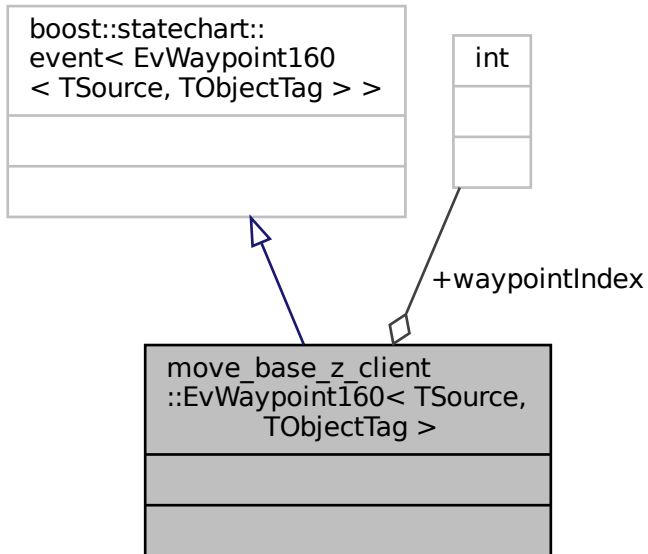 boost::statechart::
event< EvWaypoint160
< TSource, TObjectTag > >
int
+waypointIndex
move_base_z_client
::EvWaypoint160< TSource,
TObjectTag >